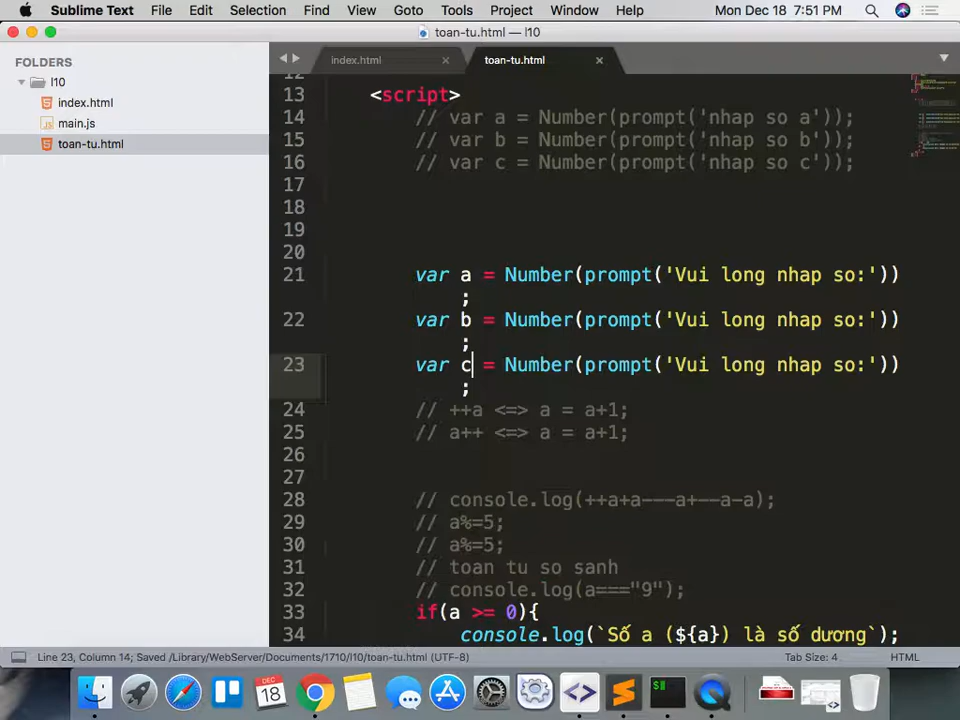 Sublime Text File Edit Selection Find View Goto Tools Project Window Help Mon Dec 18 7:51 PM
toan-tu.html — l10
FOLDERS
l10
index.html
main.js
toan-tu.html
index.html × toan-tu.html ×
13 <script>
14 // var a = Number(prompt('nhap so a'));
15 // var b = Number(prompt('nhap so b'));
16 // var c = Number(prompt('nhap so c'));
17
18
19
20
21 var a = Number(prompt('Vui long nhap so:'))
;
22 var b = Number(prompt('Vui long nhap so:'))
;
23 var c = Number(prompt('Vui long nhap so:'))
;
24 // ++a <=> a = a+1;
25 // a++ <=> a = a+1;
26
27
28 // console.log(++a+a---a+--a-a);
29 // a%=5;
30 // a%=5;
31 // toan tu so sanh
32 // console.log(a==="9");
33 if(a >= 0){
34 console.log(`Số a (${a}) là số dương`);
Line 23, Column 14; Saved /Library/WebServer/Documents/1710/l10/toan-tu.html (UTF-8) Tab Size: 4 HTML
DEC
18